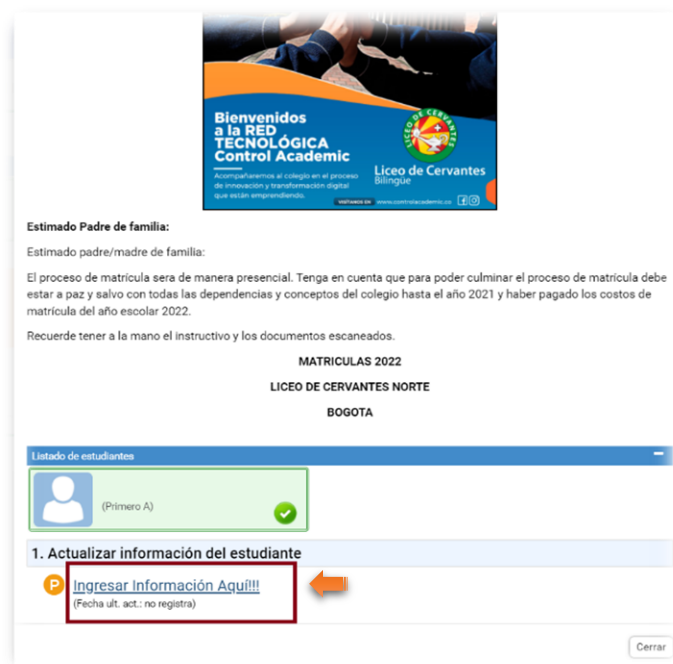 Bienvenidos
a la RED
TECNOLÓGICA
Control Academic
Acompañaremos al colegio en el proceso
de innovación y transformación digital
que están emprendiendo.
LICEO DE CERVANTES
Liceo de Cervantes
Bilingüe
VISÍTANOS EN www.controlacademic.co
Estimado Padre de familia:
Estimado padre/madre de familia:
El proceso de matrícula sera de manera presencial. Tenga en cuenta que para poder culminar el proceso de matricula debe
estar a paz y salvo con todas las dependencias y conceptos del colegio hasta el año 2021 y haber pagado los costos de
matrícula del año escolar 2022.
Recuerde tener a la mano el instructivo y los documentos escaneados.
MATRICULAS 2022
LICEO DE CERVANTES NORTE
BOGOTA
Listado de estudiantes
(Primero A)
1. Actualizar información del estudiante
P Ingresar Información Aquí!!!
(Fecha ult. act.: no registra)
Cerrar